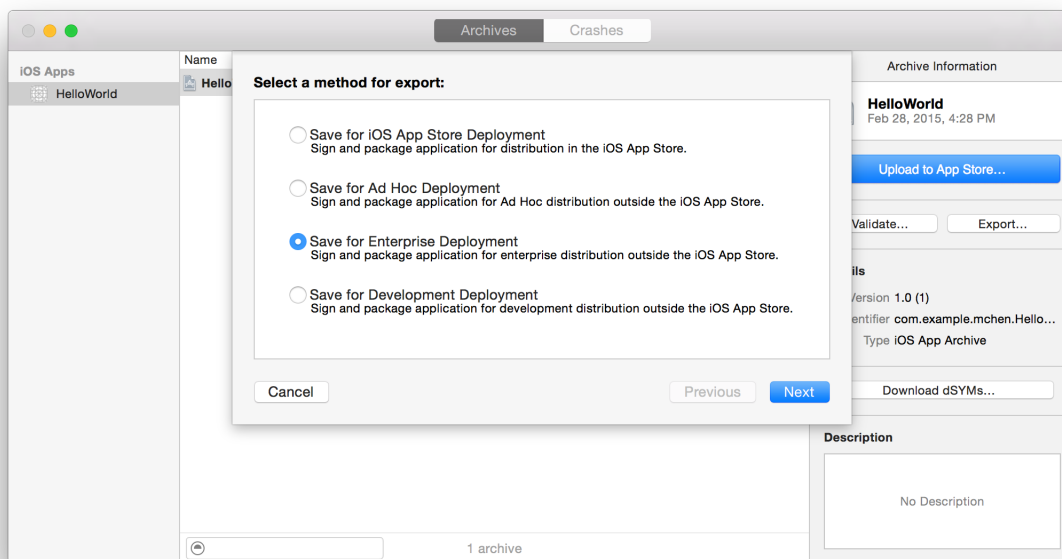 Archives
Crashes
iOS Apps
HelloWorld
Name
Hello
Select a method for export:
Save for iOS App Store Deployment
Sign and package application for distribution in the iOS App Store.
Save for Ad Hoc Deployment
Sign and package application for Ad Hoc distribution outside the iOS App Store.
Save for Enterprise Deployment
Sign and package application for enterprise distribution outside the iOS App Store.
Save for Development Deployment
Sign and package application for development distribution outside the iOS App Store.
Cancel
Previous
Next
Archive Information
HelloWorld
Feb 28, 2015, 4:28 PM
Upload to App Store...
Validate...
Export...
ils
Version 1.0 (1)
entifier com.example.mchen.Hello...
Type iOS App Archive
Download dSYMs...
Description
No Description
1 archive